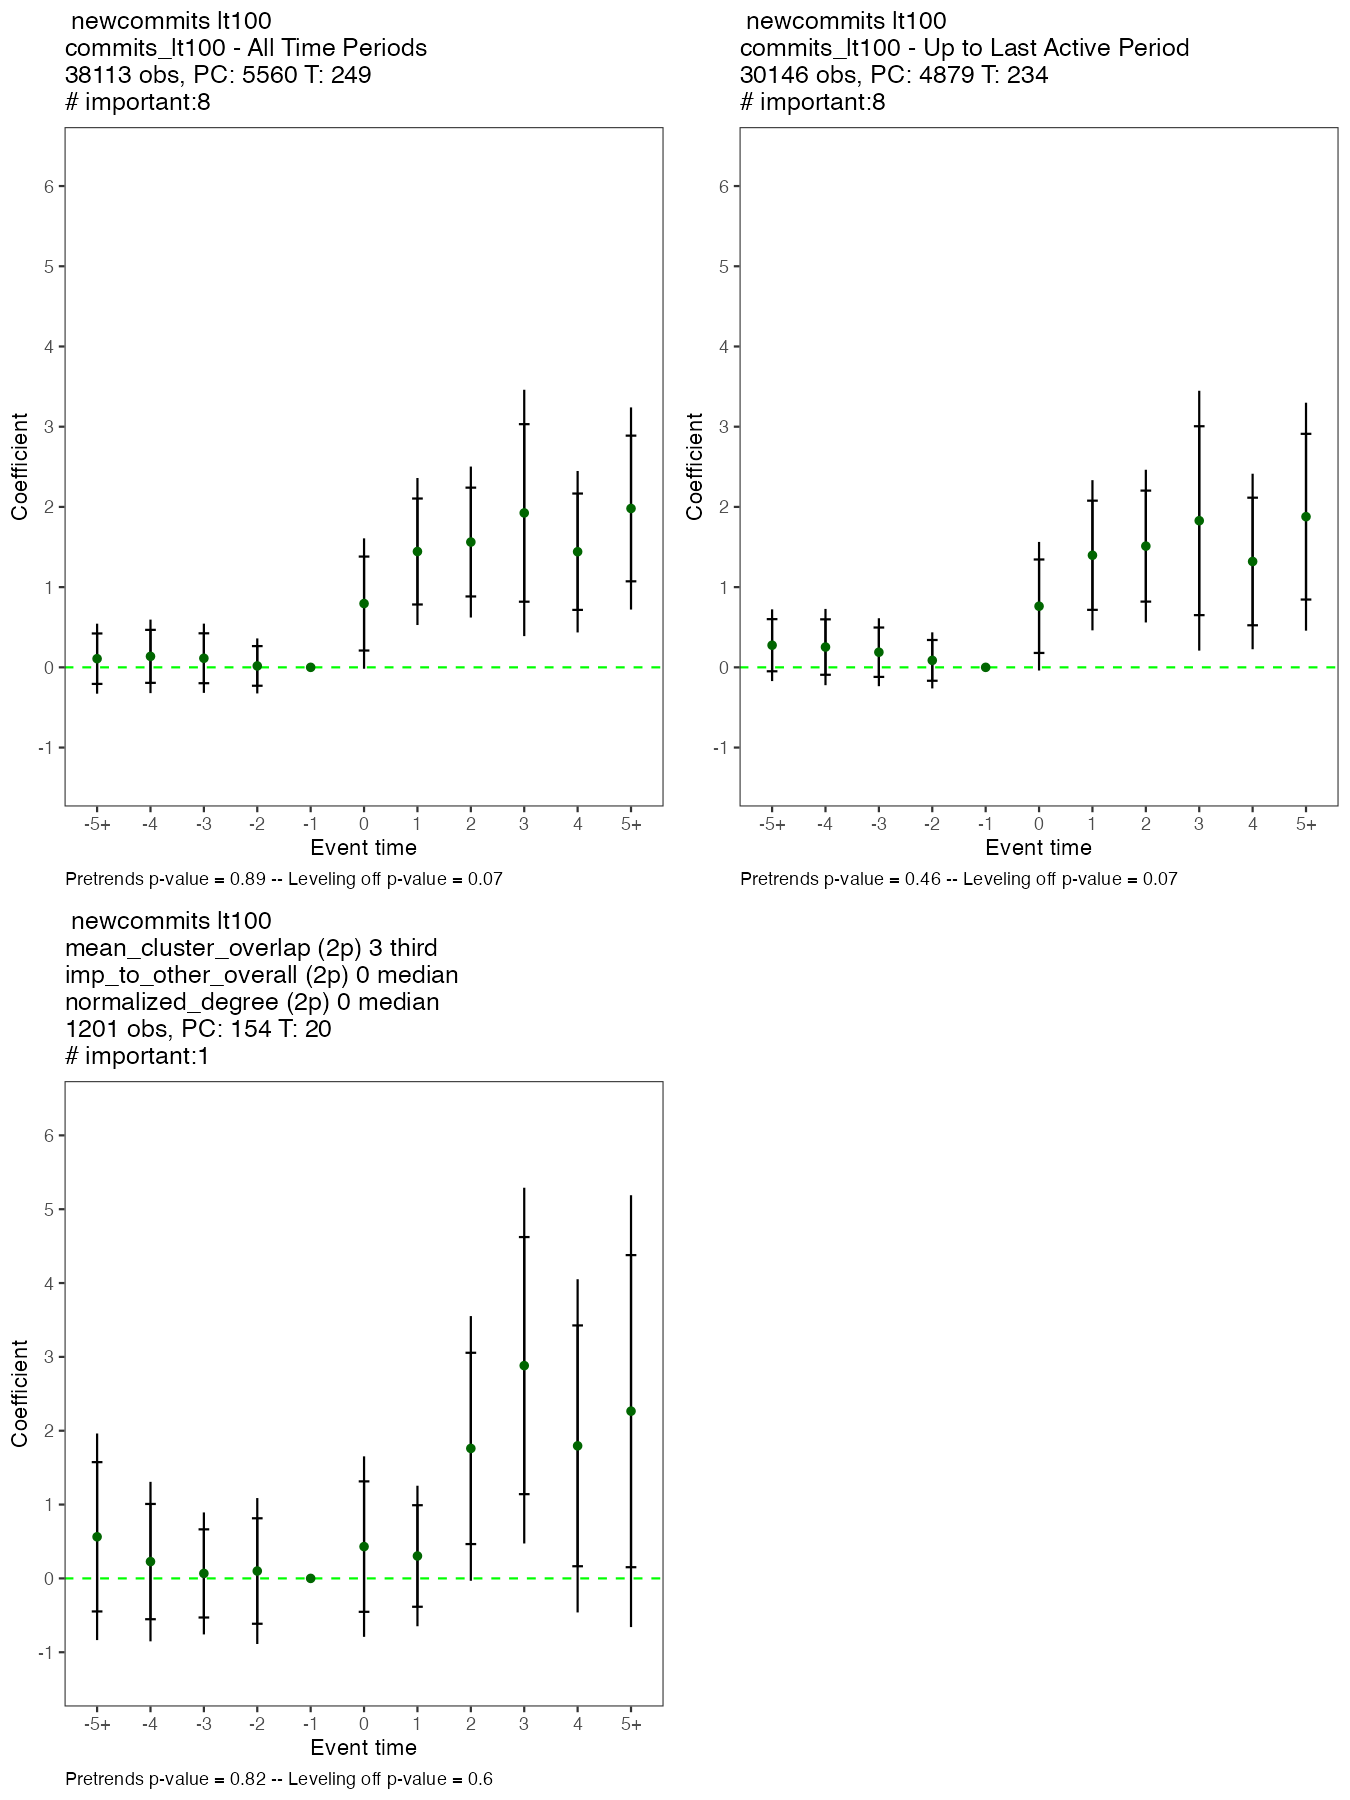 newcommits lt100
commits_lt100 - All Time Periods
38113 obs, PC: 5560 T: 249
# important:8
6
5
4
3
2
1
0
-1
Coefficient
-5+ -4 -3 -2 -1 0 1 2 3 4 5+
Event time
Pretrends p-value = 0.89 -- Leveling off p-value = 0.07
newcommits lt100
commits_lt100 - Up to Last Active Period
30146 obs, PC: 4879 T: 234
# important:8
6
5
4
3
2
1
0
-1
Coefficient
-5+ -4 -3 -2 -1 0 1 2 3 4 5+
Event time
Pretrends p-value = 0.46 -- Leveling off p-value = 0.07
newcommits lt100
mean_cluster_overlap (2p) 3 third
imp_to_other_overall (2p) 0 median
normalized_degree (2p) 0 median
1201 obs, PC: 154 T: 20
# important:1
6
5
4
3
2
1
0
-1
Coefficient
-5+ -4 -3 -2 -1 0 1 2 3 4 5+
Event time
Pretrends p-value = 0.82 -- Leveling off p-value = 0.6